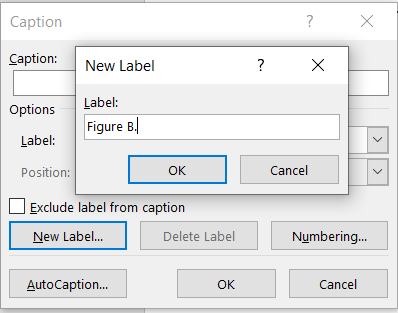 Caption ? ×
New Label ? ×
Caption:
Label:
Figure B.
Options
Label:
Position:
OK Cancel
Exclude label from caption
New Label... Delete Label Numbering...
AutoCaption... OK Cancel